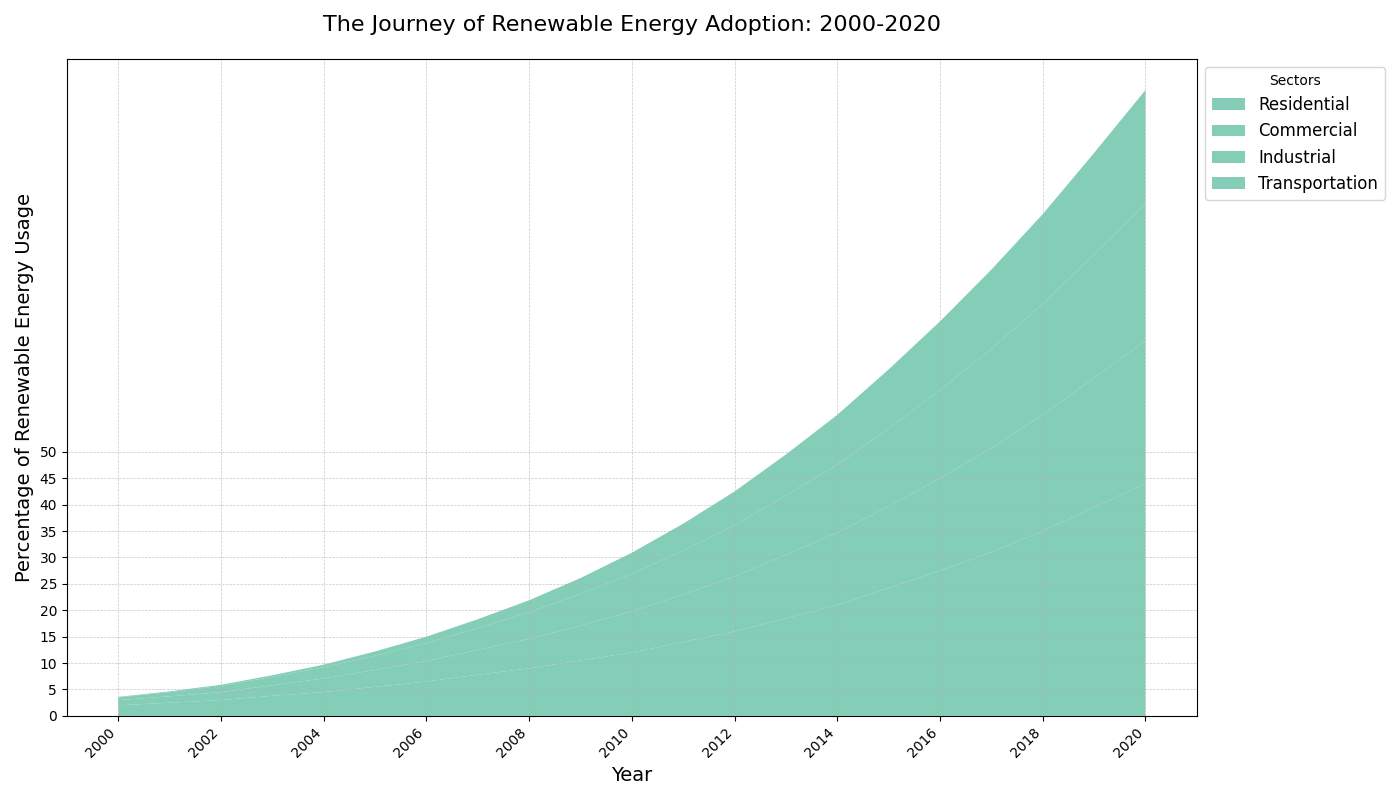 The Journey of Renewable Energy Adoption: 2000-2020
Percentage of Renewable Energy Usage
50
45
40
35
30
25
20
15
10
5
0
2000
2002
2004
2006
2008
2010
2012
2014
2016
2018
2020
Year
Sectors
Residential
Commercial
Industrial
Transportation